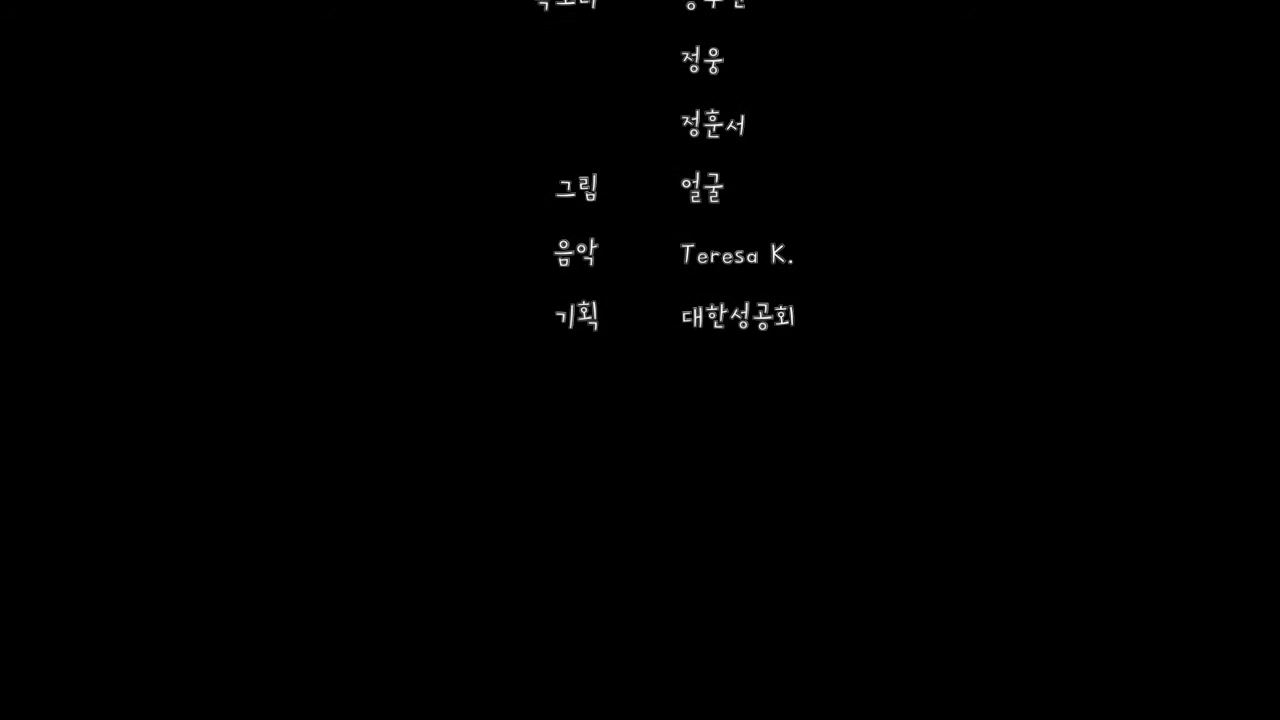 정웅
정훈서
그림 얼굴
음악 Teresa K.
기획 대한성공회